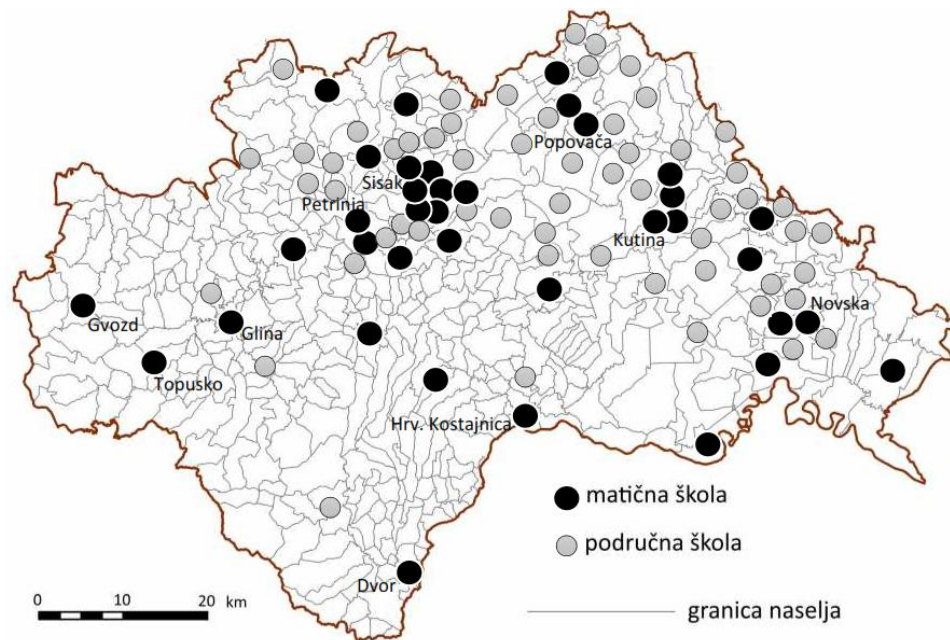 Popovača
Sisak
Petrinja
Kutina
Novska
Gvozd
Glina
Topusko
Hrv. Kostajnica
matična škola
područna škola
Dvor
0 10 20 km
granica naselja